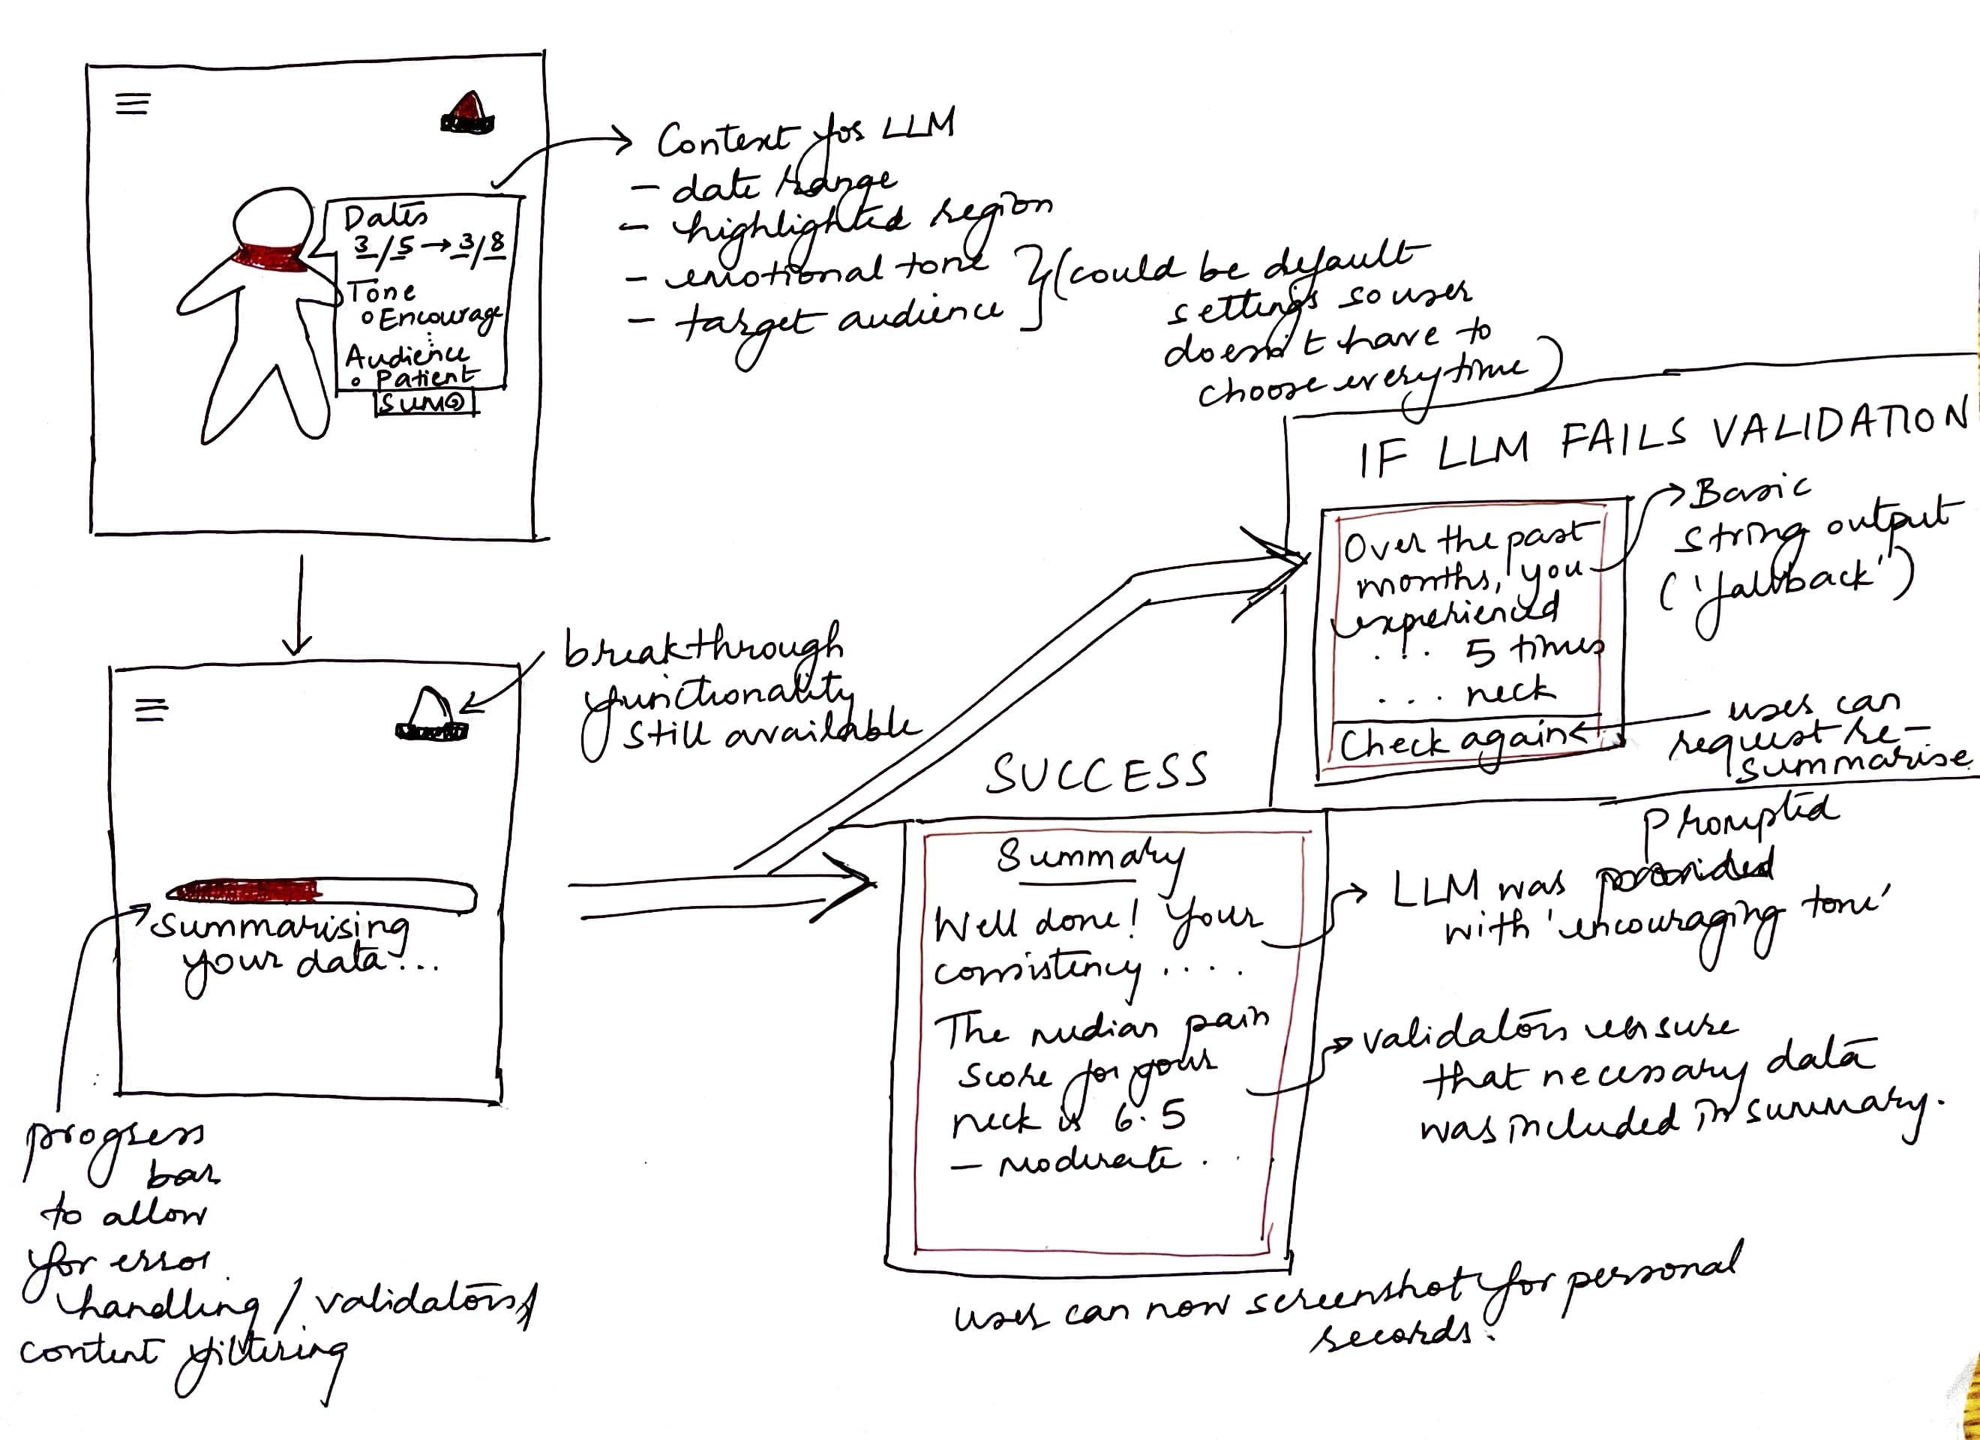 Dates
3/5 → 3/8
Tone
o Encourage
Audience
o Patient
SUMO
Context for LLM
- date range
- highlighted region
- emotional tone
- target audience
(could be default
settings so user
doesn't have to
choose everytime)
breakthrough
functionality
still available
Summarising
your data...
progress
bar
to allow
for error
handling / validators/
content filtering
IF LLM FAILS VALIDATION
Over the past
months, you
experienced
... 5 times
... neck
Check again
Basic
string output
('fallback')
user can
request re-
summarise
SUCCESS
Summary
Well done! Your
consistency ....
The median pain
score for your
neck is 6.5
- moderate ..
Prompted
LLM was
with 'encouraging tone'
validators ensure
that necessary data
was included in summary.
user can now screenshot for personal
records.